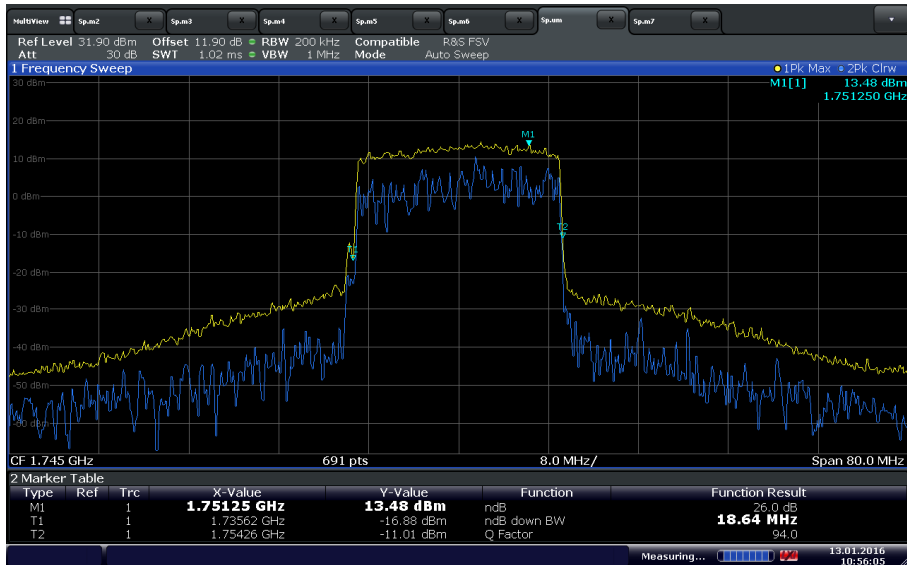 MultiView Sp.m2 X Sp.m3 X Sp.m4 X Sp.m5 X Sp.m6 X Sp.um X Sp.m7 X
Ref Level 31.90 dBm Offset 11.90 dB RBW 200 kHz Compatible R&S FSV
Att 30 dB SWT 1.02 ms VBW 1 MHz Mode Auto Sweep
1 Frequency Sweep 1Pk Max 2Pk Clrw
30 dBm M1[1] 13.48 dBm
1.751250 GHz
20 dBm
M1
10 dBm
0 dBm
T2
-10 dBm
-20 dBm
-30 dBm
-40 dBm
-50 dBm
-60 dBm
CF 1.745 GHz 691 pts 8.0 MHz/ Span 80.0 MHz
2 Marker Table
Type Ref Trc X-Value Y-Value Function Function Result
M1 1 1.75125 GHz 13.48 dBm ndB 26.0 dB
T1 1 1.73562 GHz -16.88 dBm ndB down BW 18.64 MHz
T2 1 1.75426 GHz -11.01 dBm Q Factor 94.0
Measuring... 13.01.2016
10:56:05